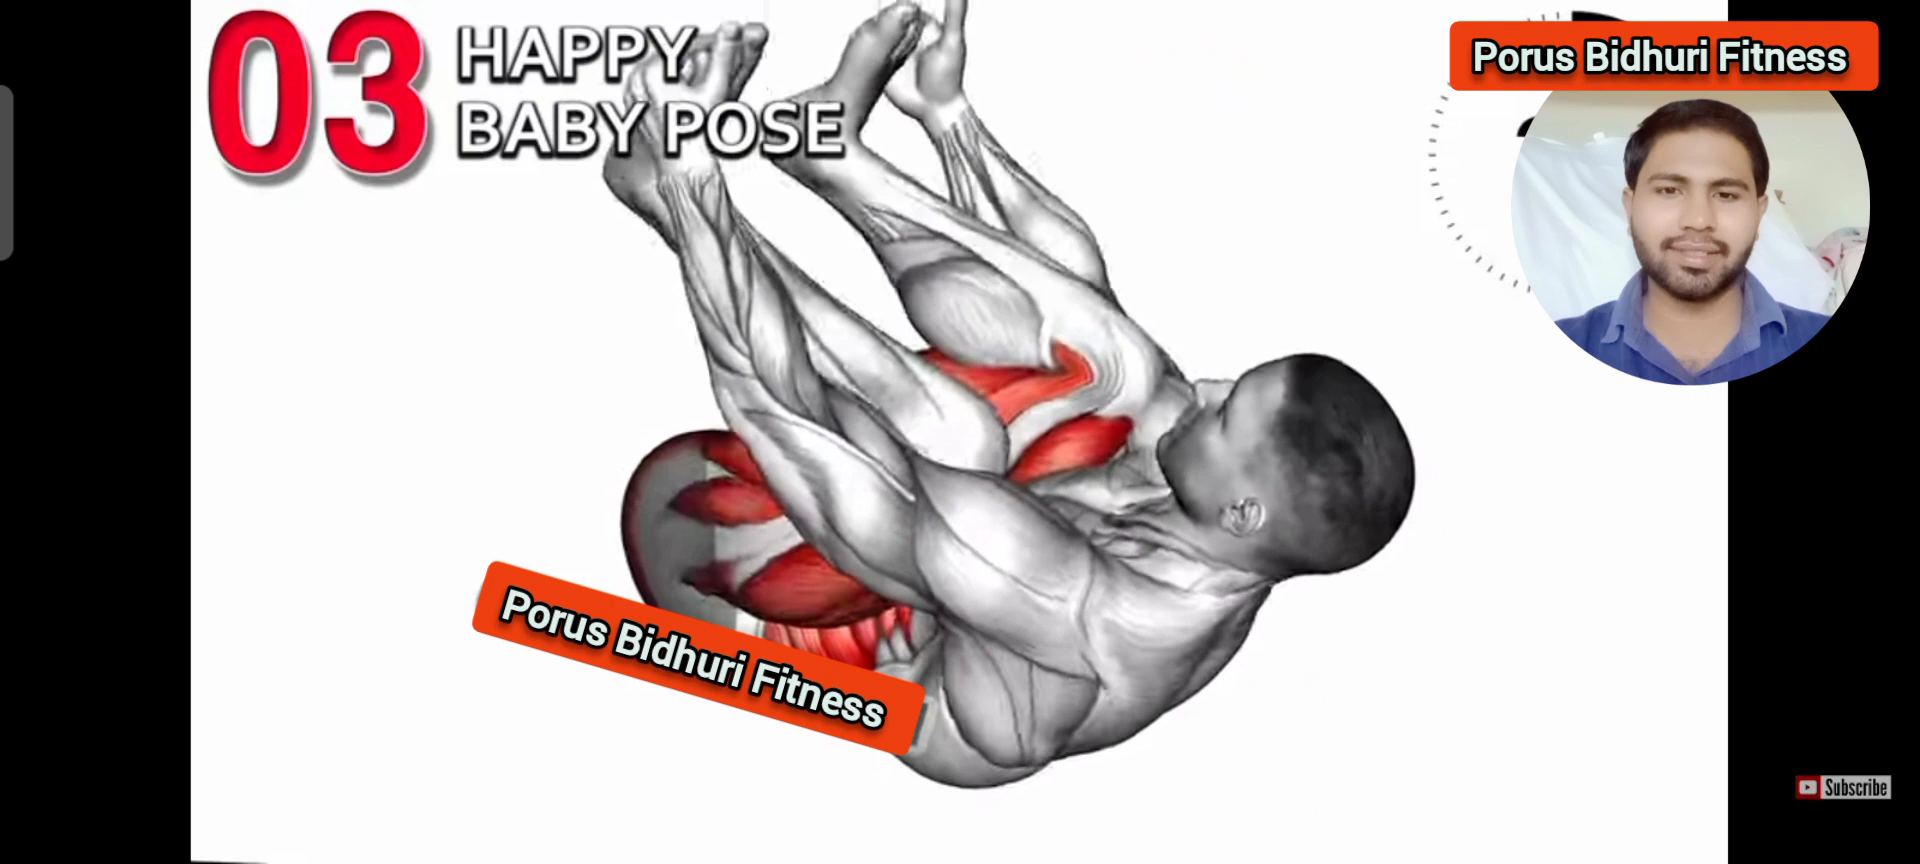 03
HAPPY
BABY POSE
Porus Bidhuri Fitness
Porus Bidhuri Fitness
Subscribe